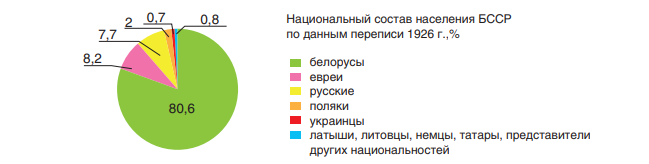 0,7
2
0,8
7,7
8,2
80,6
Национальный состав населения БССР
по данным переписи 1926 г.,%
белорусы
евреи
русские
поляки
украинцы
латыши, литовцы, немцы, татары, представители
других национальностей